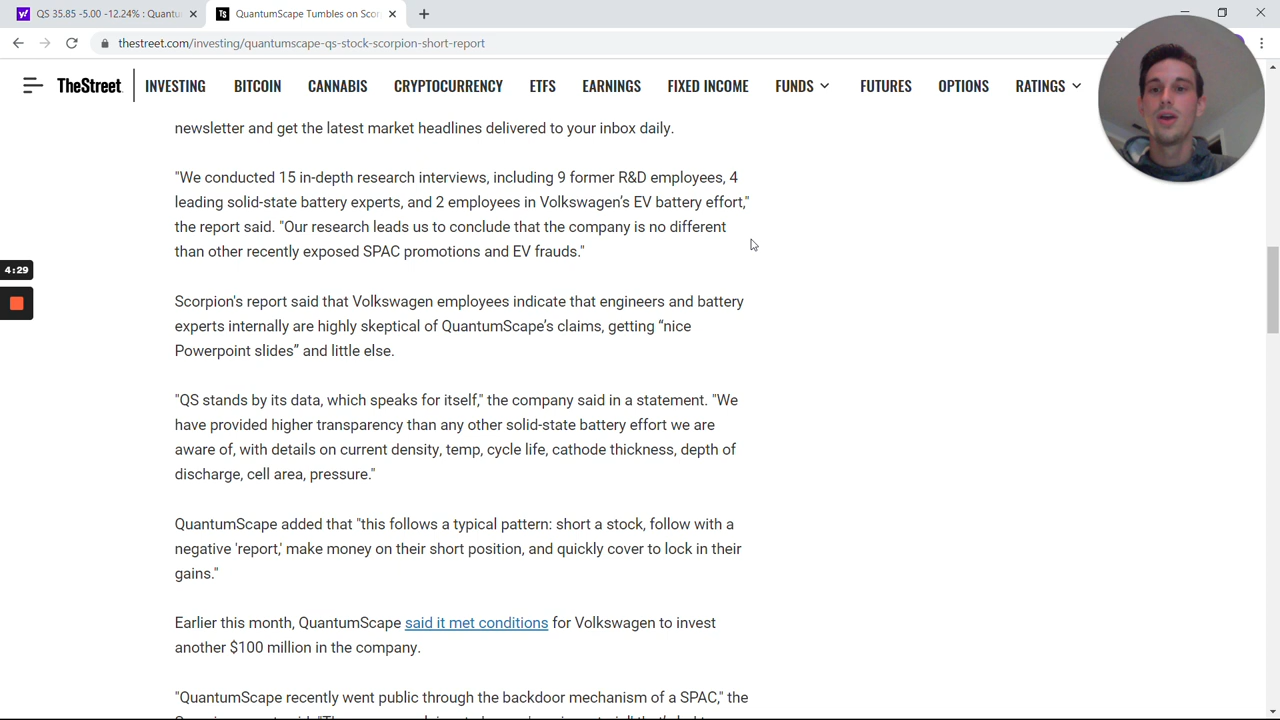 QS 35.85 -5.00 -12.24% : Quantu
QuantumScape Tumbles on Scor
thestreet.com/investing/quantumscape-qs-stock-scorpion-short-report
TheStreet
INVESTING BITCOIN CANNABIS CRYPTOCURRENCY ETFS EARNINGS FIXED INCOME FUNDS FUTURES OPTIONS RATINGS
newsletter and get the latest market headlines delivered to your inbox daily.
"We conducted 15 in-depth research interviews, including 9 former R&D employees, 4
leading solid-state battery experts, and 2 employees in Volkswagen’s EV battery effort,"
the report said. "Our research leads us to conclude that the company is no different
than other recently exposed SPAC promotions and EV frauds."
4:29
Scorpion's report said that Volkswagen employees indicate that engineers and battery
experts internally are highly skeptical of QuantumScape’s claims, getting “nice
Powerpoint slides” and little else.
"QS stands by its data, which speaks for itself," the company said in a statement. "We
have provided higher transparency than any other solid-state battery effort we are
aware of, with details on current density, temp, cycle life, cathode thickness, depth of
discharge, cell area, pressure."
QuantumScape added that "this follows a typical pattern: short a stock, follow with a
negative 'report,' make money on their short position, and quickly cover to lock in their
gains."
Earlier this month, QuantumScape said it met conditions for Volkswagen to invest
another $100 million in the company.
"QuantumScape recently went public through the backdoor mechanism of a SPAC," the